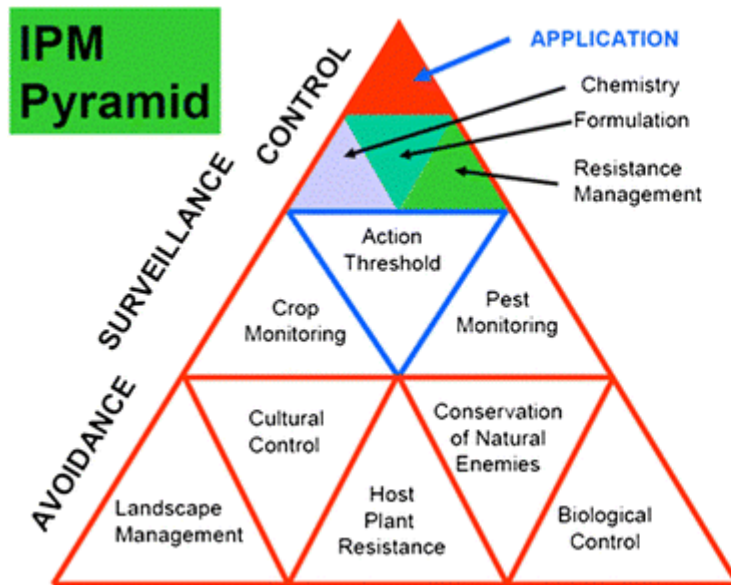 IPM
Pyramid
CONTROL
SURVEILLANCE
AVOIDANCE
APPLICATION
Chemistry
Formulation
Resistance
Management
Action
Threshold
Crop
Monitoring
Pest
Monitoring
Cultural
Control
Conservation
of Natural
Enemies
Landscape
Management
Host
Plant
Resistance
Biological
Control